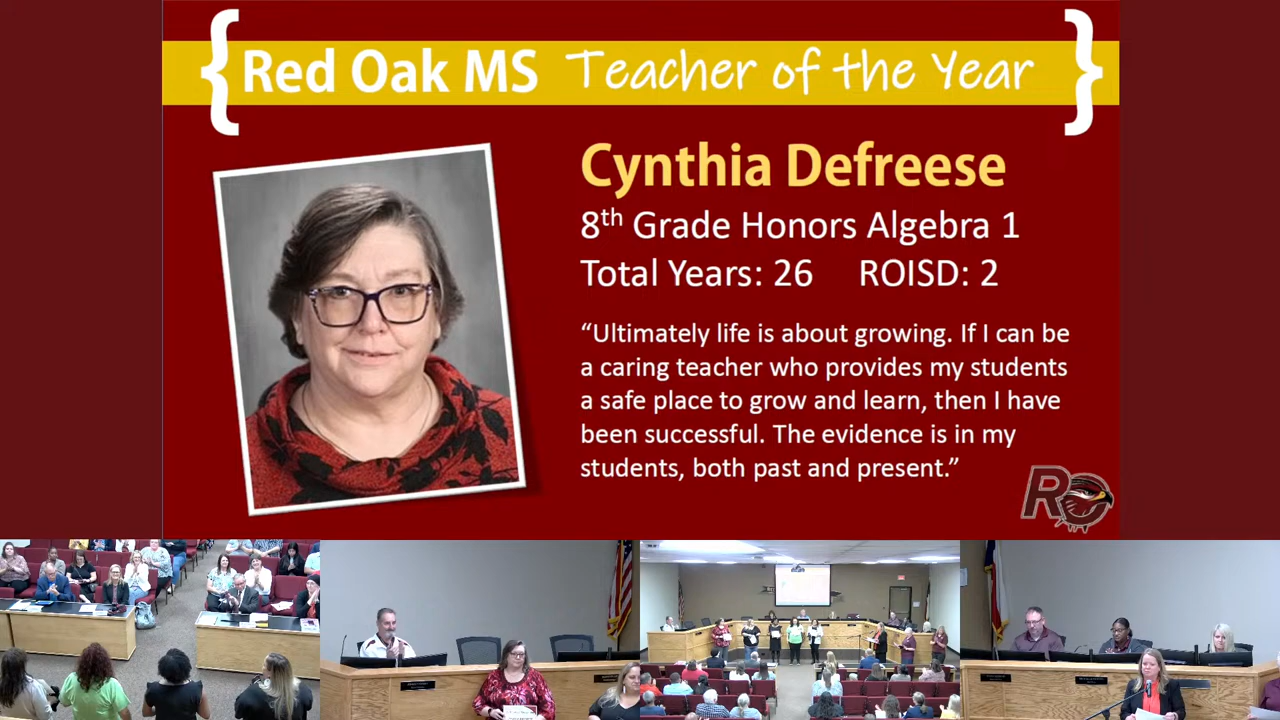 { Red Oak MS Teacher of the Year }
Cynthia Defreese
8th Grade Honors Algebra 1
Total Years: 26 ROISD: 2
“Ultimately life is about growing. If I can be
a caring teacher who provides my students
a safe place to grow and learn, then I have
been successful. The evidence is in my
students, both past and present.”
RO